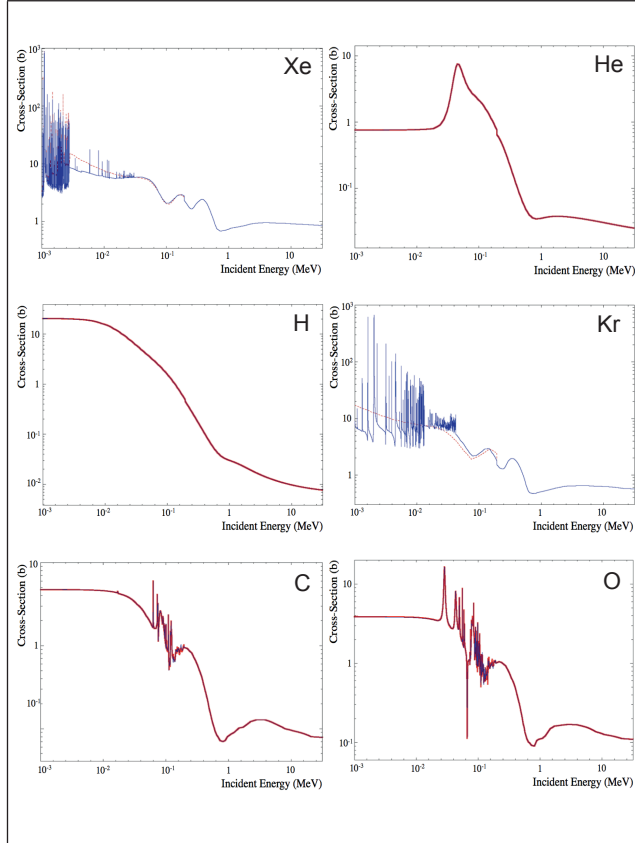 Xe
Cross-Section (b)
10³
10²
10
1
10⁻³ 10⁻² 10⁻¹ 1 10
Incident Energy (MeV)
He
Cross-Section (b)
10
1
10⁻¹
10⁻³ 10⁻² 10⁻¹ 1 10
Incident Energy (MeV)
H
Cross-Section (b)
10
1
10⁻¹
10⁻²
10⁻³ 10⁻² 10⁻¹ 1 10
Incident Energy (MeV)
Kr
Cross-Section (b)
10³
10²
10
1
10⁻³ 10⁻² 10⁻¹ 1 10
Incident Energy (MeV)
C
Cross-Section (b)
10
1
10⁻¹
10⁻³ 10⁻² 10⁻¹ 1 10
Incident Energy (MeV)
O
Cross-Section (b)
10
1
10⁻¹
10⁻³ 10⁻² 10⁻¹ 1 10
Incident Energy (MeV)